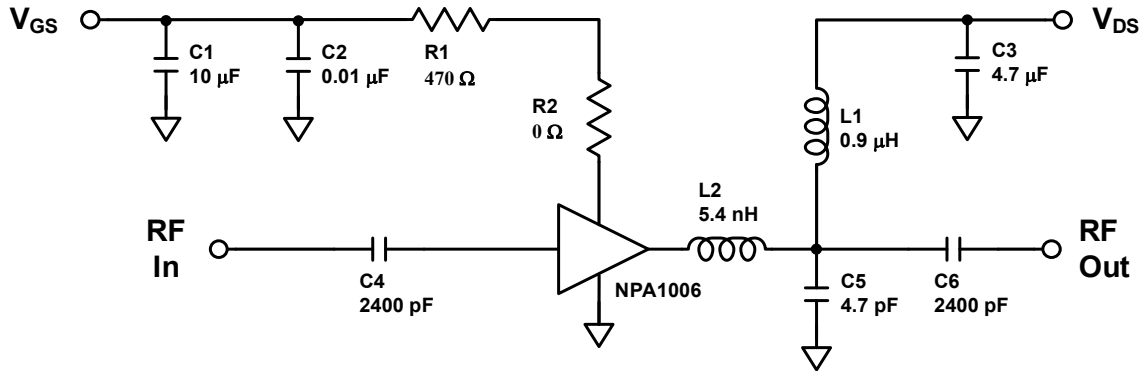 VGS
C1
10 μF
C2
0.01 μF
R1
470 Ω
R2
0 Ω
VDS
C3
4.7 μF
L1
0.9 μH
L2
5.4 nH
RF
In
C4
2400 pF
NPA1006
C5
4.7 pF
C6
2400 pF
RF
Out